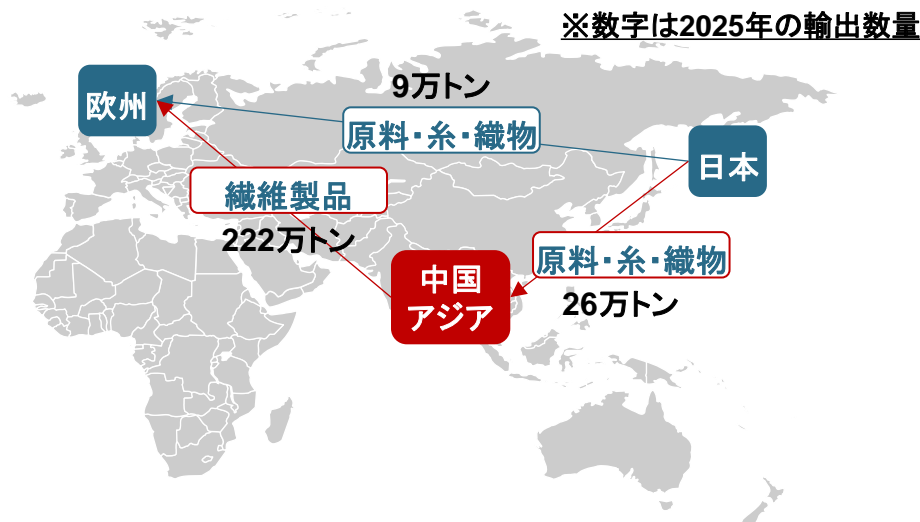 ※数字は2025年の輸出数量
9万トン
欧州
原料・糸・織物
日本
繊維製品
222万トン
中国
アジア
原料・糸・織物
26万トン